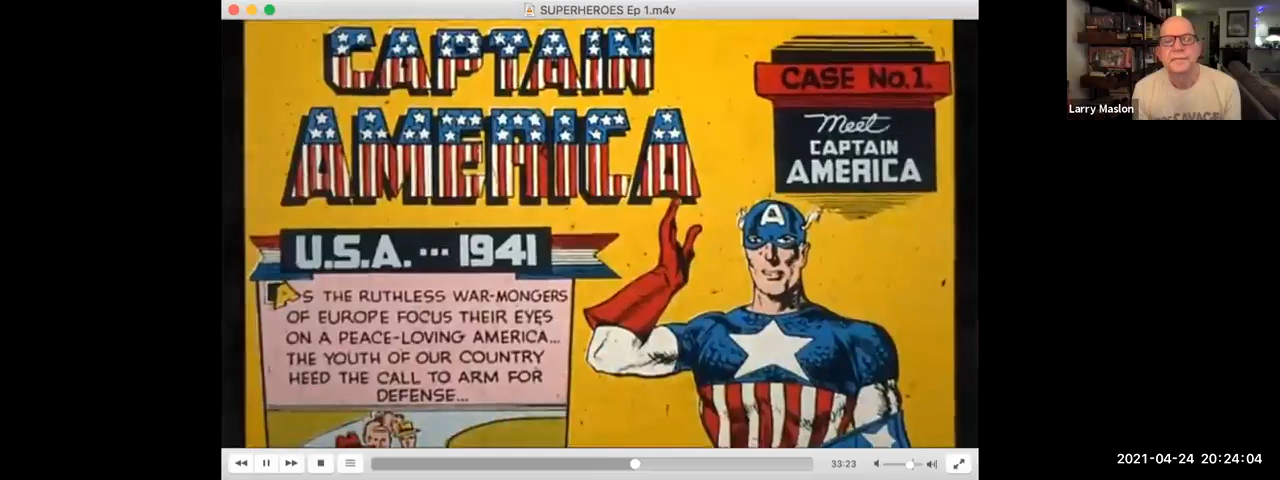 SUPERHEROES Ep 1.m4v
CAPTAIN
AMERICA
CASE No.1.
Meet
CAPTAIN
AMERICA
A
U.S.A. ... 1941
AS THE RUTHLESS WAR-MONGERS
OF EUROPE FOCUS THEIR EYES
ON A PEACE-LOVING AMERICA...
THE YOUTH OF OUR COUNTRY
HEED THE CALL TO ARM FOR
DEFENSE...
33:23
Larry Maslon
SAVAGE
2021-04-24 20:24:04